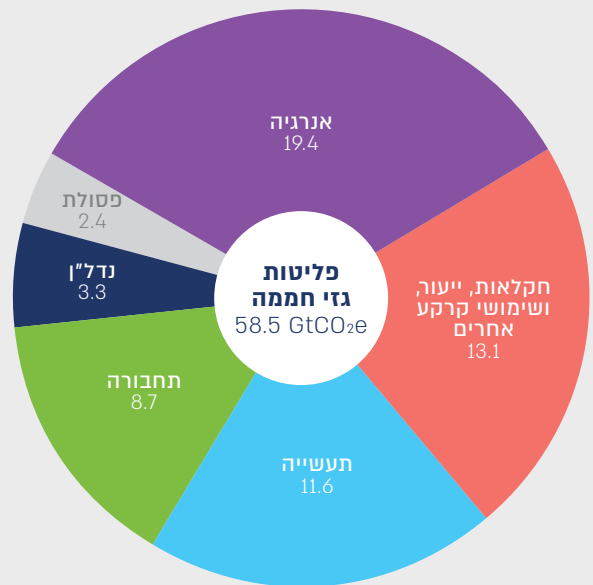 אנרגיה
19.4
פסולת
2.4
נדל"ן
3.3
פליטות
גזי חממה
58.5 GtCO₂e
חקלאות, ייעור,
ושימושי קרקע
אחרים
13.1
תחבורה
8.7
תעשייה
11.6